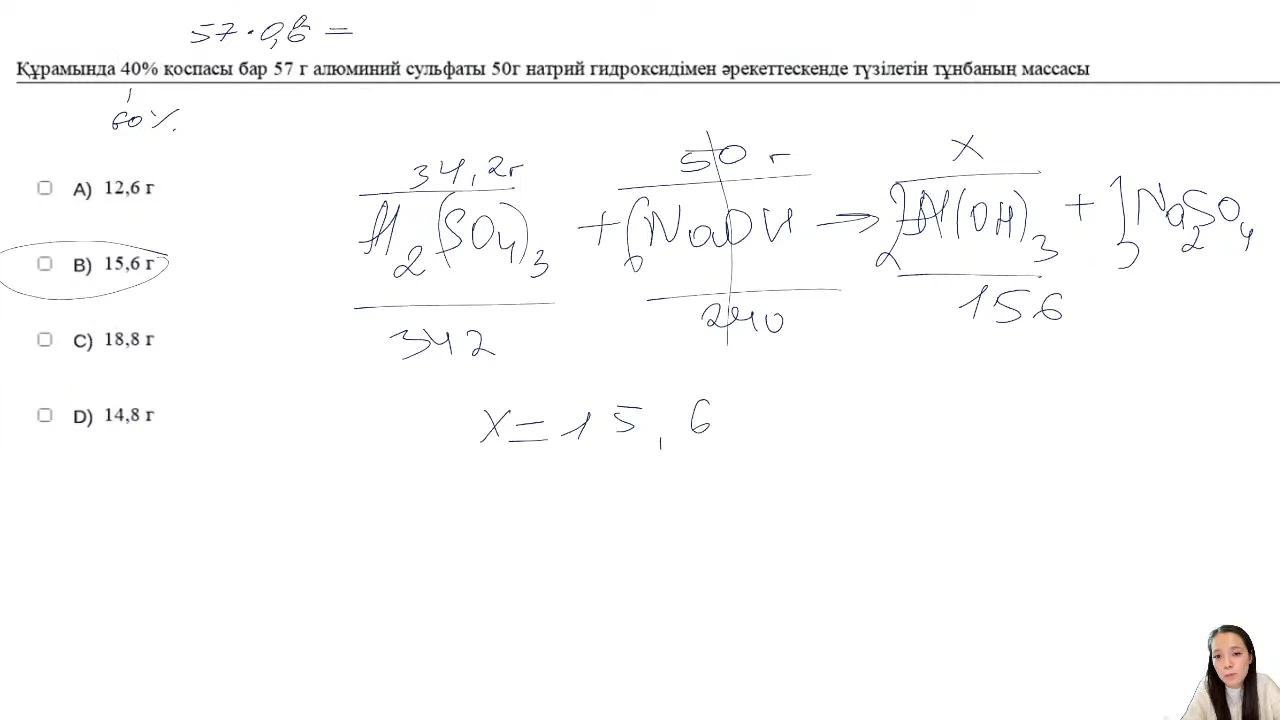 57·0,6 =
Құрамында 40% қоспасы бар 57 г алюминий сульфаты 50г натрий гидроксидімен әрекеттескенде түзілетін тұнбаның массасы
60%
A) 12,6 г
B) 15,6 г
C) 18,8 г
D) 14,8 г
34,2г 50 г X
Al2(SO4)3 + 6NaOH → 2Al(OH)3 + 3Na2SO4
342 240 156
X=15,6